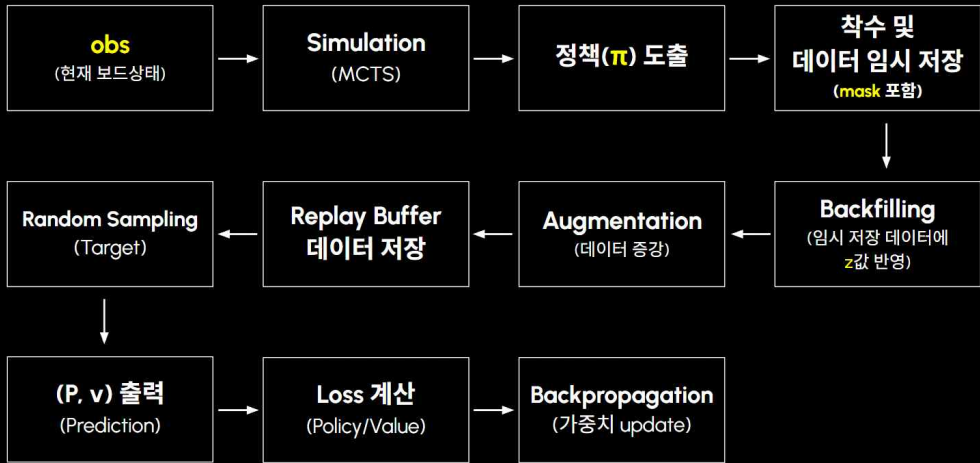 obs
(현재 보드상태)
Simulation
(MCTS)
정책(π) 도출
착수 및
데이터 임시 저장
(mask 포함)
Backfilling
(임시 저장 데이터에
z값 반영)
Augmentation
(데이터 증강)
Replay Buffer
데이터 저장
Random Sampling
(Target)
(P, v) 출력
(Prediction)
Loss 계산
(Policy/Value)
Backpropagation
(가중치 update)